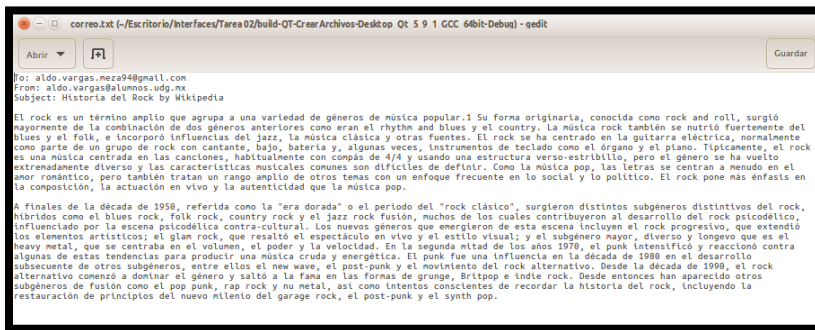 correo.txt (~/Escritorio/Interfaces/Tarea 02/build-QT-CrearArchivos-Desktop Qt 5 9 1 GCC 64bit-Debug) - gedit
Abrir Guardar
To: aldo.vargas.meza94@gmail.com
From: aldo.vargas@alumnos.udg.mx
Subject: Historia del Rock by Wikipedia
El rock es un término amplio que agrupa a una variedad de géneros de música popular.1 Su forma originaria, conocida como rock and roll, surgió
mayormente de la combinación de dos géneros anteriores como eran el rhythm and blues y el country. La música rock también se nutrió fuertemente del
blues y el folk, e incorporó influencias del jazz, la música clásica y otras fuentes. El rock se ha centrado en la guitarra eléctrica, normalmente
como parte de un grupo de rock con cantante, bajo, batería y, algunas veces, instrumentos de teclado como el órgano y el piano. Típicamente, el rock
es una música centrada en las canciones, habitualmente con compás de 4/4 y usando una estructura verso-estribillo, pero el género se ha vuelto
extremadamente diverso y las características musicales comunes son difíciles de definir. Como la música pop, las letras se centran a menudo en el
amor romántico, pero también tratan un rango amplio de otros temas con un enfoque frecuente en lo social y lo político. El rock pone más énfasis en
la composición, la actuación en vivo y la autenticidad que la música pop.
A finales de la década de 1950, referida como la "era dorada" o el período del "rock clásico", surgieron distintos subgéneros distintivos del rock,
híbridos como el blues rock, folk rock, country rock y el jazz rock fusión, muchos de los cuales contribuyeron al desarrollo del rock psicodélico,
influenciado por la escena psicodélica contra-cultural. Los nuevos géneros que emergieron de esta escena incluyen el rock progresivo, que extendió
los elementos artísticos; el glam rock, que resaltó el espectáculo en vivo y el estilo visual; y el subgénero mayor, diverso y longevo que es el
heavy metal, que se centraba en el volumen, el poder y la velocidad. En la segunda mitad de los años 1970, el punk intensificó y reaccionó contra
algunas de estas tendencias para producir una música cruda y energética. El punk fue una influencia en la década de 1980 en el desarrollo
subsecuente de otros subgéneros, entre ellos el new wave, el post-punk y el movimiento del rock alternativo. Desde la década de 1990, el rock
alternativo comenzó a dominar el género y saltó a la fama en las formas de grunge, Britpop e indie rock. Desde entonces han aparecido otros
subgéneros de fusión como el pop punk, rap rock y nu metal, así como intentos conscientes de recordar la historia del rock, incluyendo la
restauración de principios del nuevo milenio del garage rock, el post-punk y el synth pop.